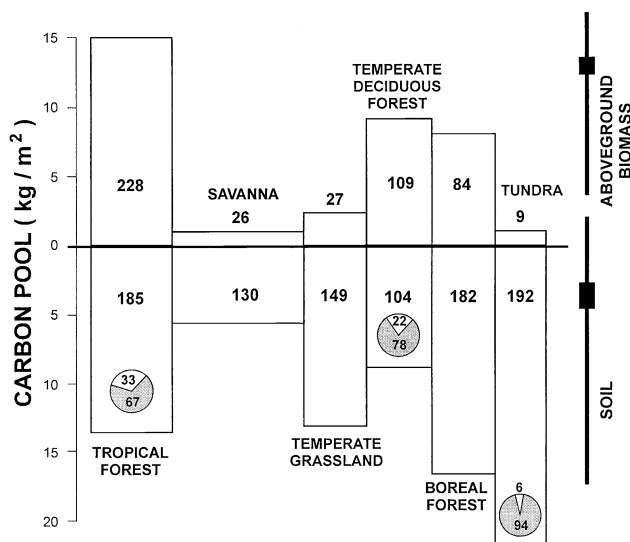 CARBON POOL ( kg / m² )
15
10
5
0
5
10
15
20
228
SAVANNA
26
27
TEMPERATE
DECIDUOUS
FOREST
109
84
TUNDRA
9
185
130
149
104
182
192
33
67
22
78
6
94
TROPICAL
FOREST
TEMPERATE
GRASSLAND
BOREAL
FOREST
ABOVEGROUND
BIOMASS
SOIL